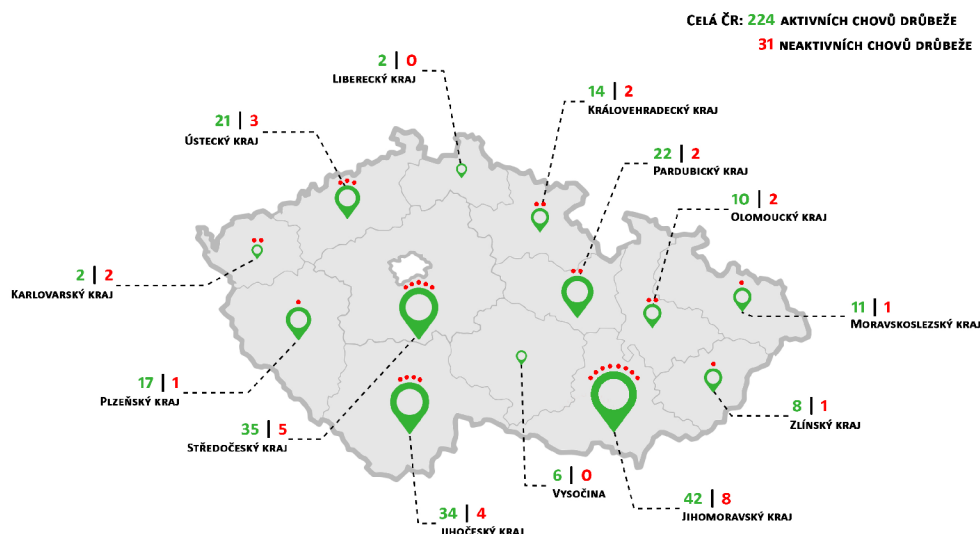 CELÁ ČR: 224 AKTIVNÍCH CHOVŮ DRŮBEŽE
31 NEAKTIVNÍCH CHOVŮ DRŮBEŽE
2 | 0
LIBERECKÝ KRAJ
14 | 2
KRÁLOVEHRADECKÝ KRAJ
21 | 3
ÚSTECKÝ KRAJ
22 | 2
PARDUBICKÝ KRAJ
10 | 2
OLOMOUCKÝ KRAJ
2 | 2
KARLOVARSKÝ KRAJ
11 | 1
MORAVSKOSLEZSKÝ KRAJ
17 | 1
PLZEŇSKÝ KRAJ
8 | 1
ZLÍNSKÝ KRAJ
35 | 5
STŘEDOČESKÝ KRAJ
6 | 0
VYSOČINA
42 | 8
JIHOMORAVSKÝ KRAJ
34 | 4
JIHOČESKÝ KRAJ